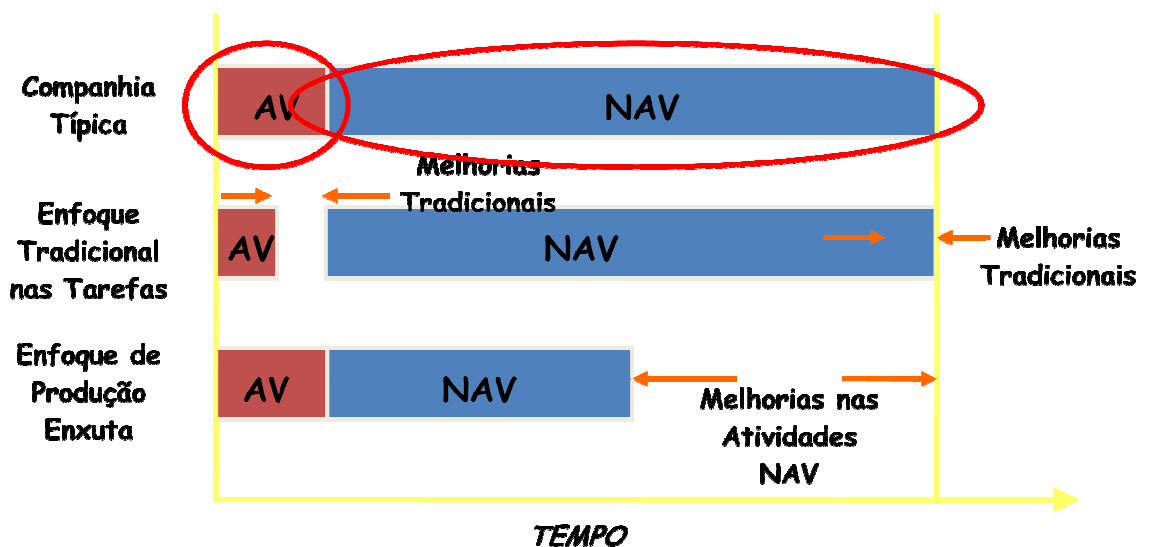 Companhia
Típica
AV
NAV
Melhorias
Tradicionais
Enfoque
Tradicional
nas Tarefas
AV
NAV
Melhorias
Tradicionais
Enfoque de
Produção
Enxuta
AV
NAV
Melhorias nas
Atividades
NAV
TEMPO